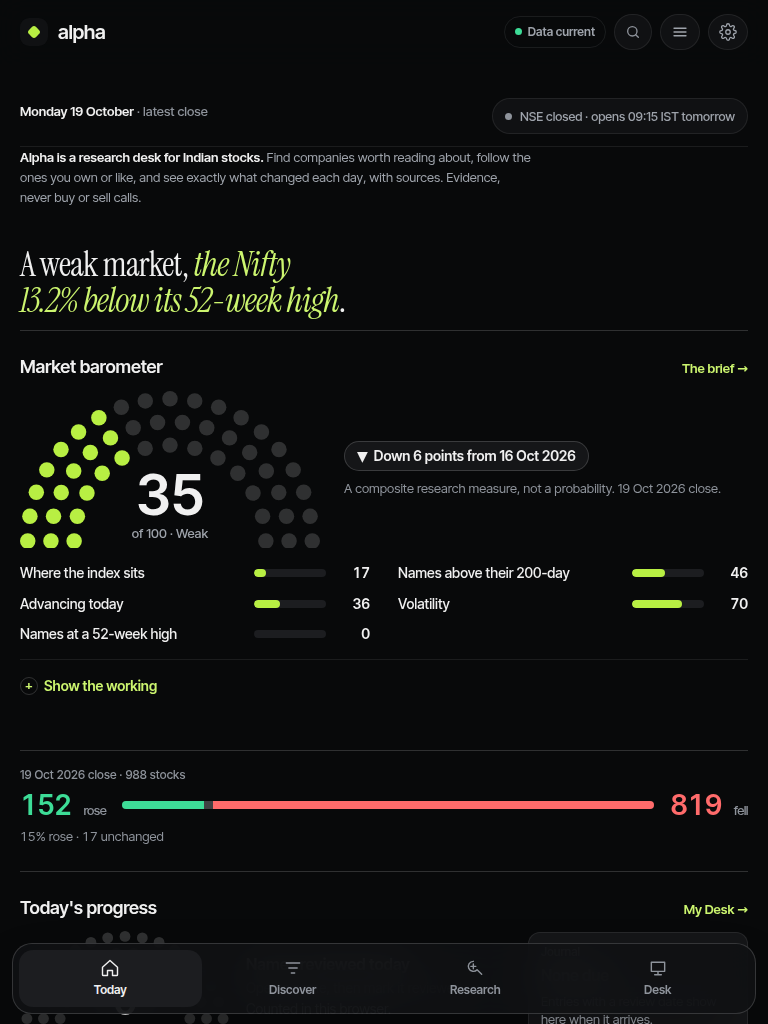 alpha
Data current
Monday 19 October · latest close
NSE closed · opens 09:15 IST tomorrow
Alpha is a research desk for Indian stocks. Find companies worth reading about, follow the
ones you own or like, and see exactly what changed each day, with sources. Evidence,
never buy or sell calls.
A weak market, the Nifty
13.2% below its 52-week high.
Market barometer
The brief →
35
of 100 · Weak
▼ Down 6 points from 16 Oct 2026
A composite research measure, not a probability. 19 Oct 2026 close.
Where the index sits 17
Names above their 200-day 46
Advancing today 36
Volatility 70
Names at a 52-week high 0
+ Show the working
19 Oct 2026 close · 988 stocks
152 rose
819 fell
15% rose · 17 unchanged
Today's progress
My Desk →
Today
Discover
Research
Desk
here when it arrives.